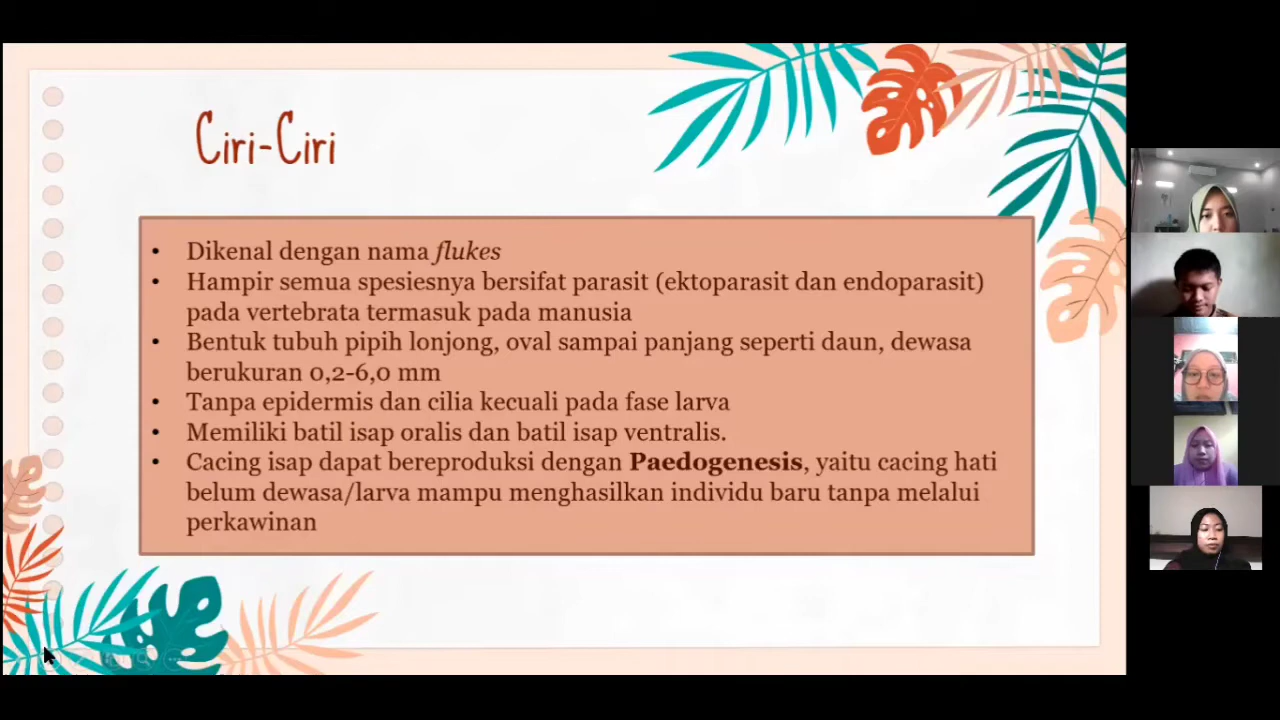 Ciri-Ciri
• Dikenal dengan nama flukes
• Hampir semua spesiesnya bersifat parasit (ektoparasit dan endoparasit)
pada vertebrata termasuk pada manusia
• Bentuk tubuh pipih lonjong, oval sampai panjang seperti daun, dewasa
berukuran 0,2-6,0 mm
• Tanpa epidermis dan cilia kecuali pada fase larva
• Memiliki batil isap oralis dan batil isap ventralis.
• Cacing isap dapat bereproduksi dengan Paedogenesis, yaitu cacing hati
belum dewasa/larva mampu menghasilkan individu baru tanpa melalui
perkawinan